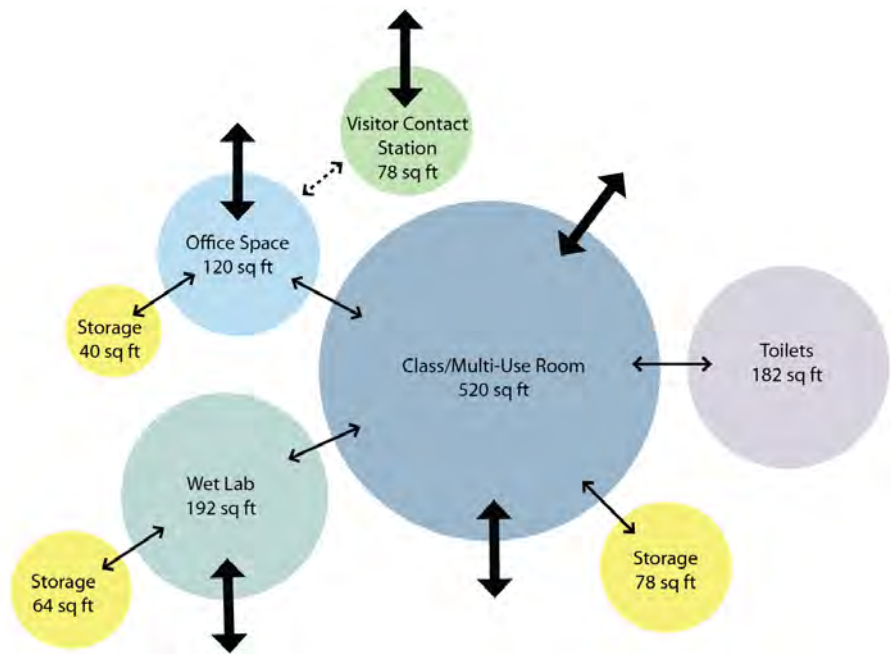 Visitor Contact
Station
78 sq ft
Office Space
120 sq ft
Storage
40 sq ft
Class/Multi-Use Room
520 sq ft
Toilets
182 sq ft
Wet Lab
192 sq ft
Storage
64 sq ft
Storage
78 sq ft